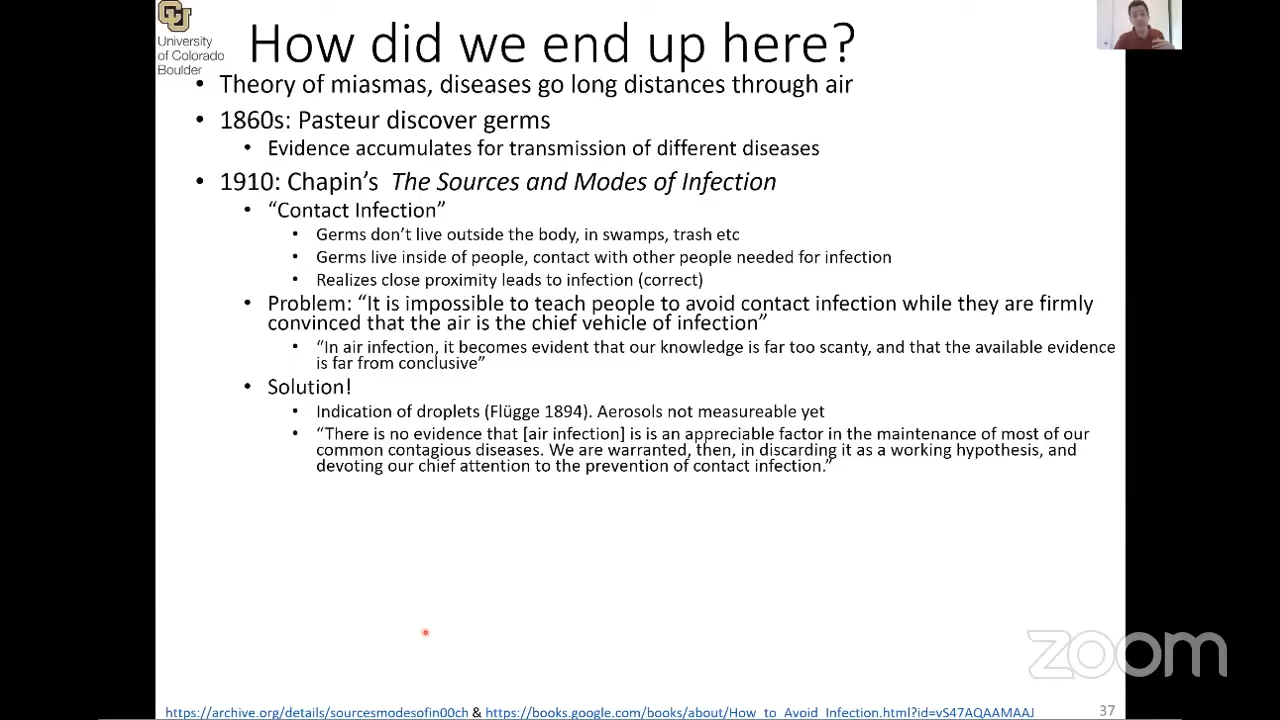 CU
University
of Colorado
Boulder
How did we end up here?
• Theory of miasmas, diseases go long distances through air
• 1860s: Pasteur discover germs
• Evidence accumulates for transmission of different diseases
• 1910: Chapin’s The Sources and Modes of Infection
• “Contact Infection”
• Germs don’t live outside the body, in swamps, trash etc
• Germs live inside of people, contact with other people needed for infection
• Realizes close proximity leads to infection (correct)
• Problem: “It is impossible to teach people to avoid contact infection while they are firmly
convinced that the air is the chief vehicle of infection”
• “In air infection, it becomes evident that our knowledge is far too scanty, and that the available evidence
is far from conclusive”
• Solution!
• Indication of droplets (Flügge 1894). Aerosols not measureable yet
• “There is no evidence that [air infection] is is an appreciable factor in the maintenance of most of our
common contagious diseases. We are warranted, then, in discarding it as a working hypothesis, and
devoting our chief attention to the prevention of contact infection.”
zoom
https://archive.org/details/sourcesmodesofin00ch & https://books.google.com/books/about/How_to_Avoid_Infection.html?id=vS47AQAAMAAJ
37